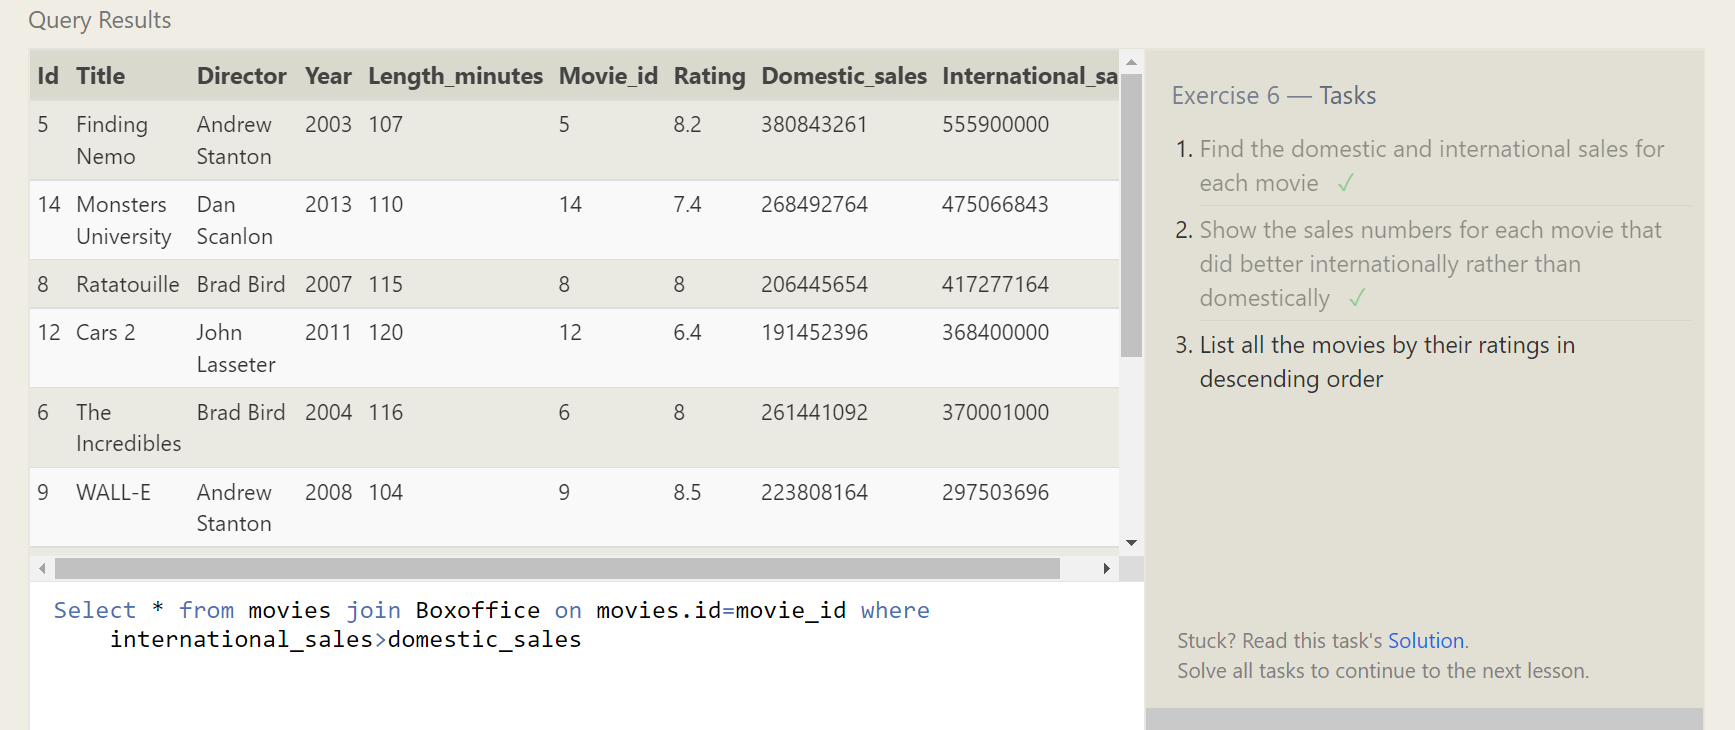 Query Results
Id Title Director Year Length_minutes Movie_id Rating Domestic_sales International_sa
5 Finding Nemo Andrew Stanton 2003 107 5 8.2 380843261 555900000
14 Monsters University Dan Scanlon 2013 110 14 7.4 268492764 475066843
8 Ratatouille Brad Bird 2007 115 8 8 206445654 417277164
12 Cars 2 John Lasseter 2011 120 12 6.4 191452396 368400000
6 The Incredibles Brad Bird 2004 116 6 8 261441092 370001000
9 WALL-E Andrew Stanton 2008 104 9 8.5 223808164 297503696
Select * from movies join Boxoffice on movies.id=movie_id where
international_sales>domestic_sales
Exercise 6 — Tasks
1. Find the domestic and international sales for
each movie ✓
2. Show the sales numbers for each movie that
did better internationally rather than
domestically ✓
3. List all the movies by their ratings in
descending order
Stuck? Read this task's Solution.
Solve all tasks to continue to the next lesson.